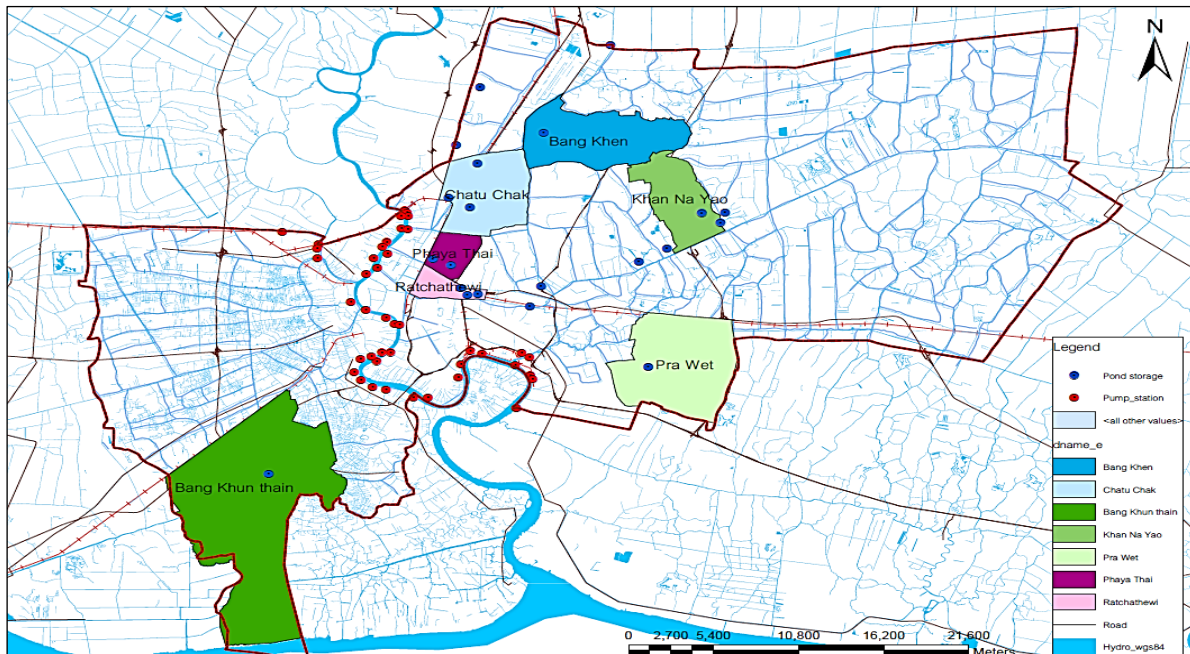 N
Bang Khen
Chatu Chak
Khan Na Yao
Phaya Thai
Ratchathewi
Pra Wet
Bang Khun thain
Legend
Pond storage
Pump_station
<all other values>
dname_e
Bang Khen
Chatu Chak
Bang Khun thain
Khan Na Yao
Pra Wet
Phaya Thai
Ratchathewi
Road
Hydro_wgs84
0 2,700 5,400 10,800 16,200 21,600
Meters